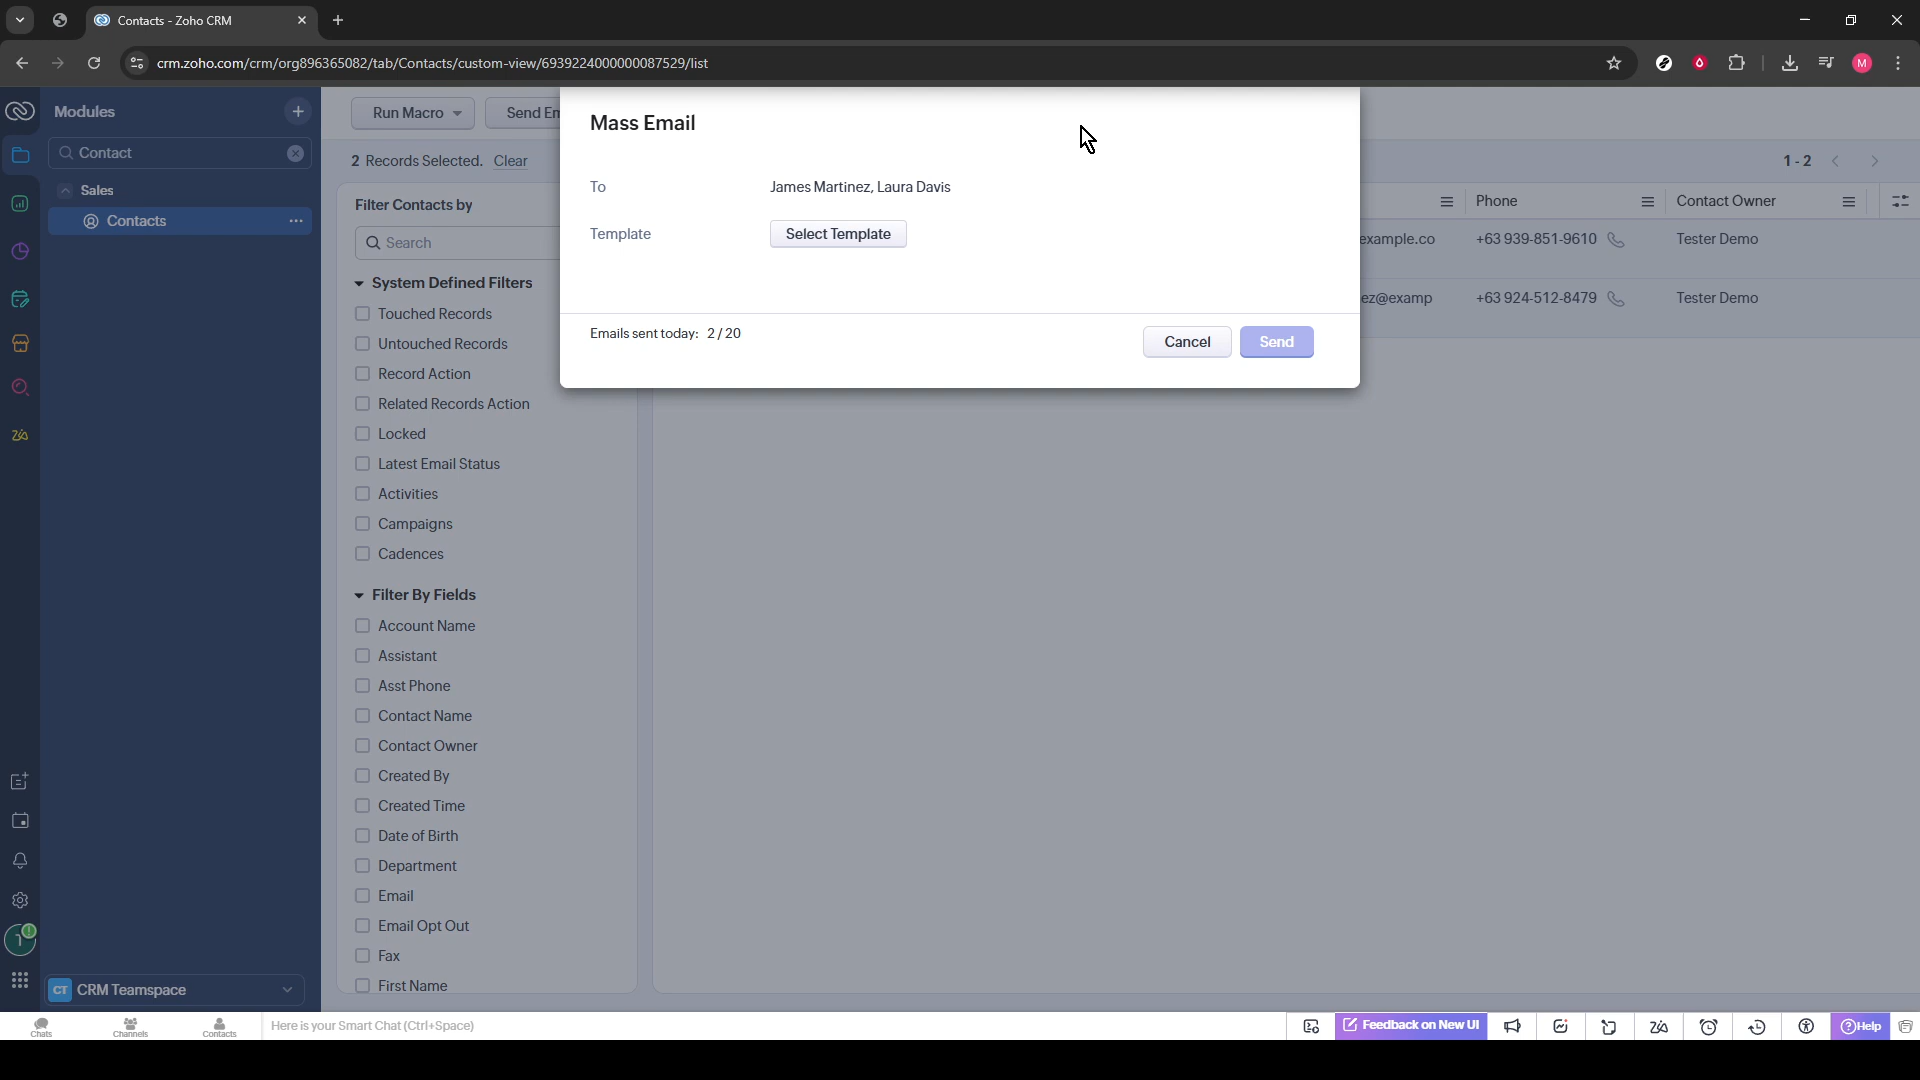 Contacts - Zoho CRM
crm.zoho.com/crm/org896365082/tab/Contacts/custom-view/6939224000000087529/list
M
Modules
Contact
Sales
Contacts
Run Macro
Send Em
2 Records Selected. Clear
1 - 2
Filter Contacts by
Search
System Defined Filters
Touched Records
Untouched Records
Record Action
Related Records Action
Locked
Latest Email Status
Activities
Campaigns
Cadences
Filter By Fields
Account Name
Assistant
Asst Phone
Contact Name
Contact Owner
Created By
Created Time
Date of Birth
Department
Email
Email Opt Out
Fax
First Name
Mass Email
To James Martinez, Laura Davis
Template Select Template
Emails sent today: 2 / 20
Cancel
Send
Phone
Contact Owner
example.co +63 939-851-9610 Tester Demo
ez@examp +63 924-512-8479 Tester Demo
T
CT CRM Teamspace
Chats
Channels
Contacts
Here is your Smart Chat (Ctrl+Space)
Feedback on New UI
Help